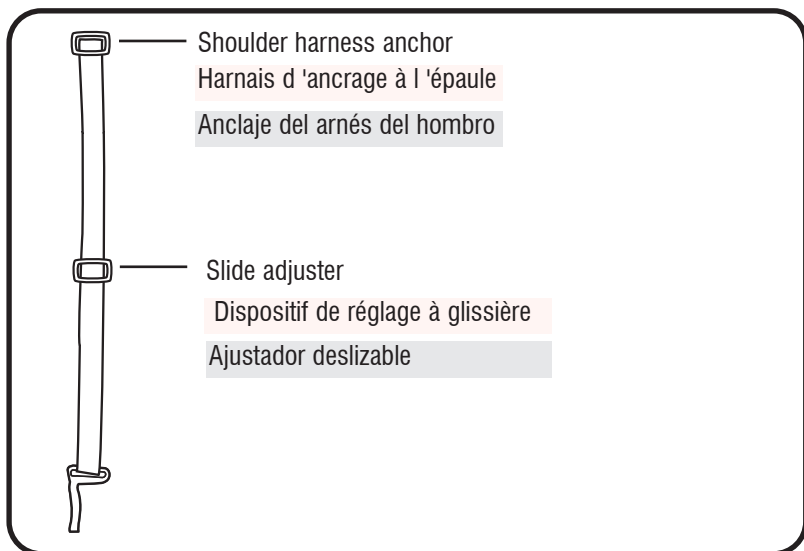 Shoulder harness anchor
Harnais d 'ancrage à l 'épaule
Anclaje del arnés del hombro
Slide adjuster
Dispositif de réglage à glissière
Ajustador deslizable